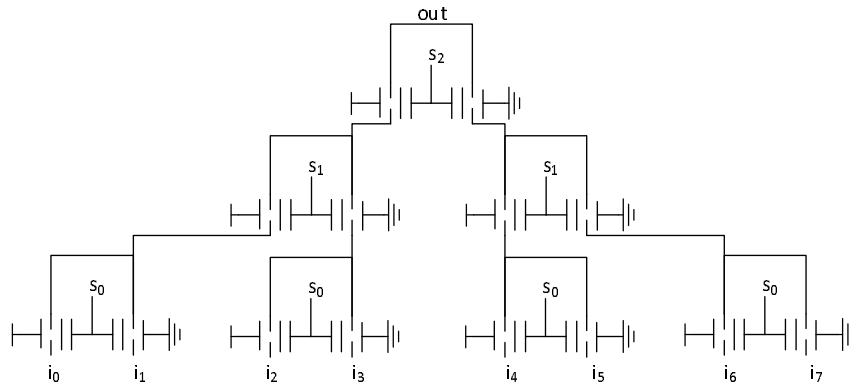 out
s₂
s₁ s₁
s₀ s₀ s₀ s₀
i₀ i₁ i₂ i₃ i₄ i₅ i₆ i₇